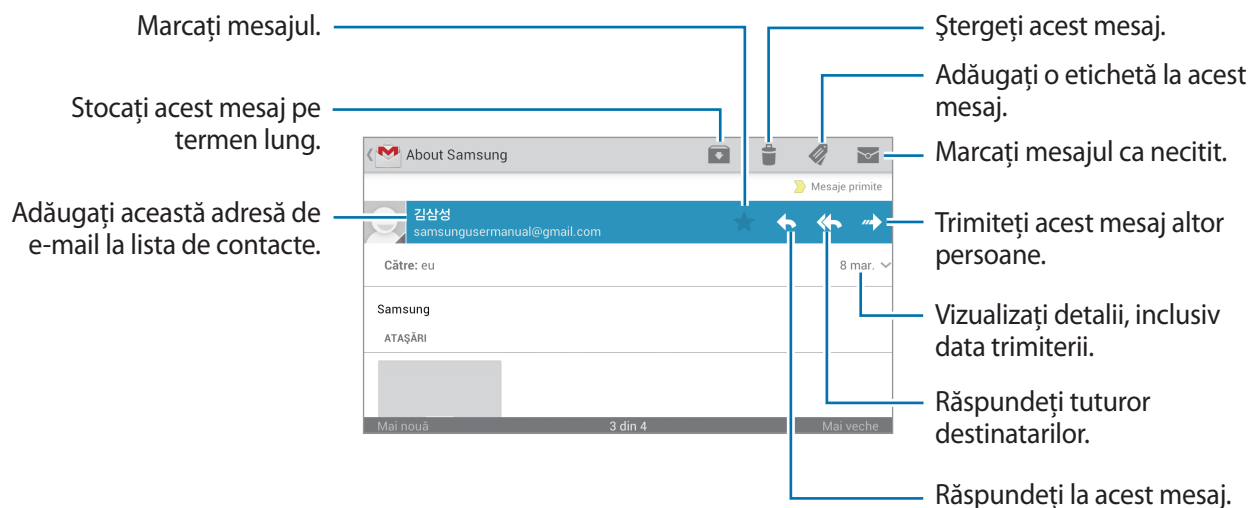 Marcați mesajul.
Stocați acest mesaj pe
termen lung.
Adăugați această adresă de
e-mail la lista de contacte.
About Samsung
Mesaje primite
김삼성
samsungusermanual@gmail.com
Către: eu
8 mar.
Samsung
ATAŞĂRI
Mai nouă
3 din 4
Mai veche
Ştergeți acest mesaj.
Adăugați o etichetă la acest
mesaj.
Marcați mesajul ca necitit.
Trimiteți acest mesaj altor
persoane.
Vizualizați detalii, inclusiv
data trimiterii.
Răspundeți tuturor
destinatarilor.
Răspundeți la acest mesaj.